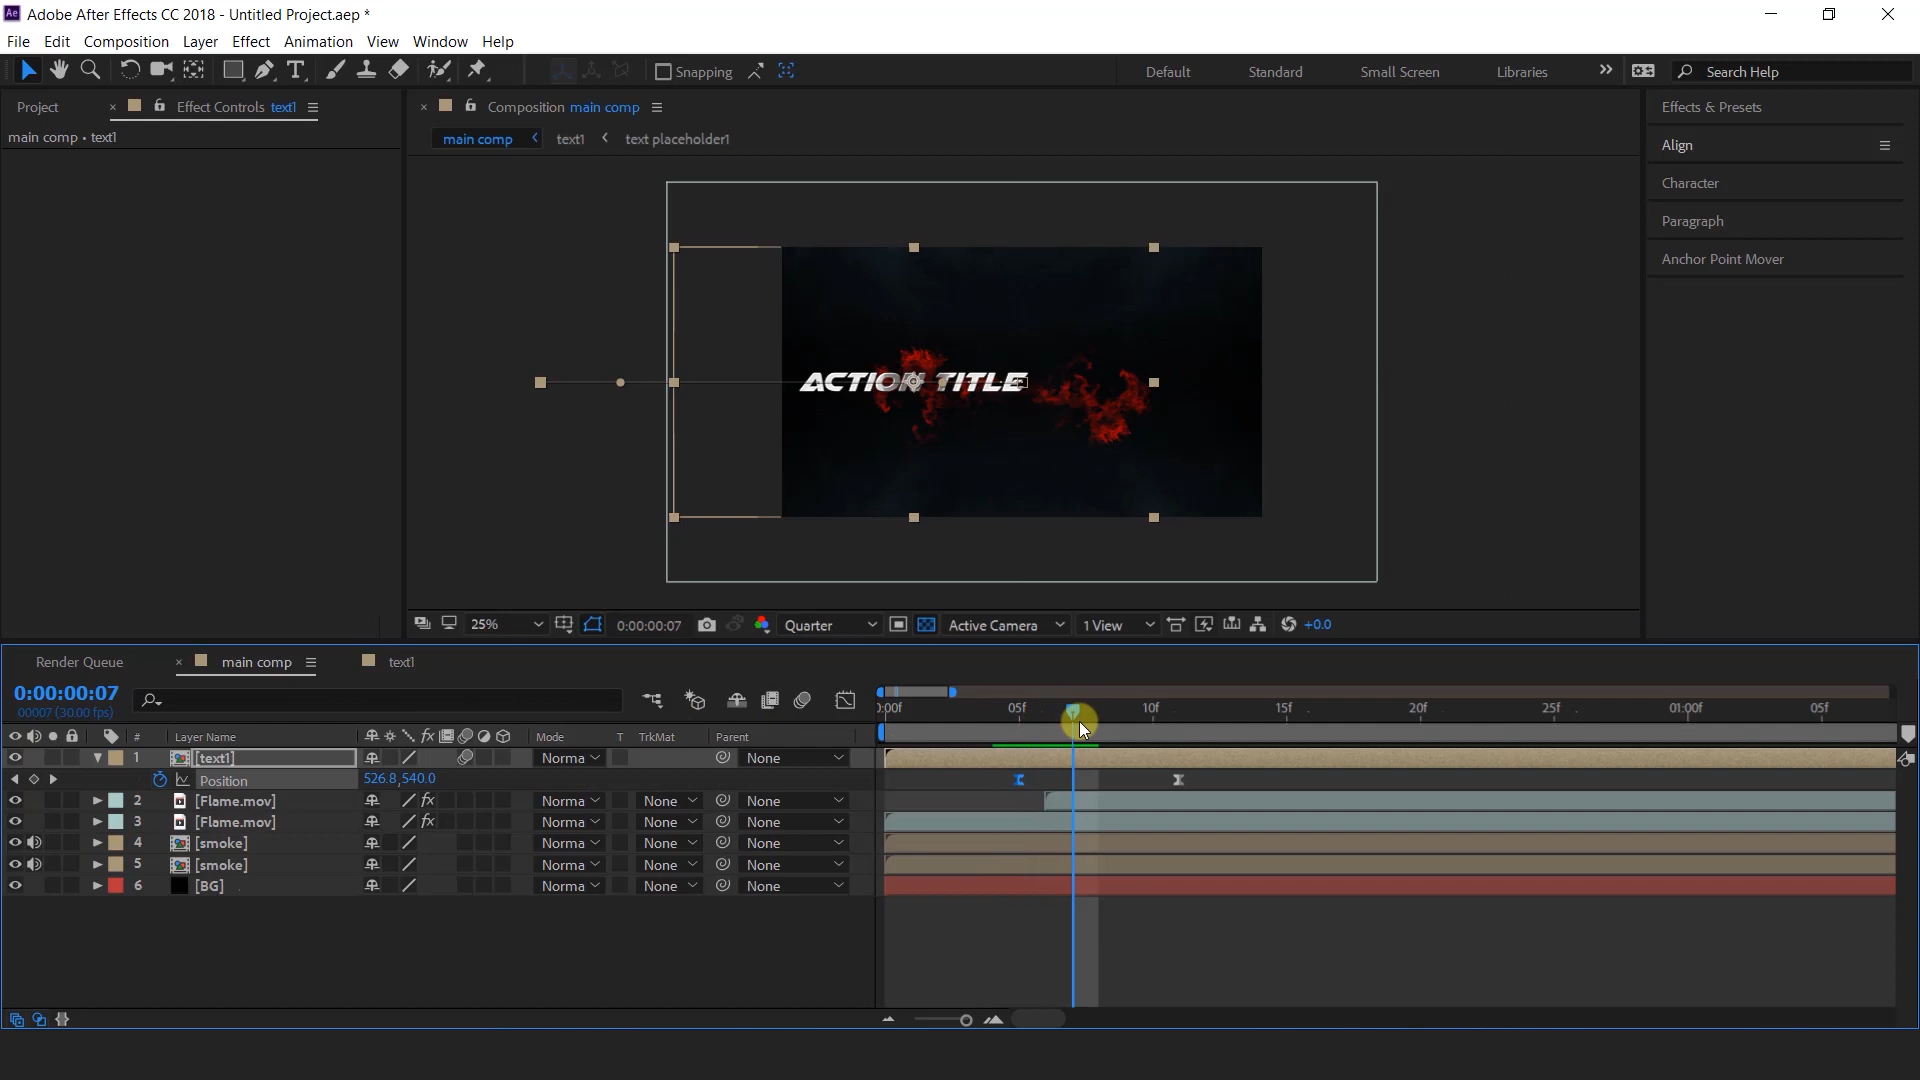 Adobe After Effects CC 2018 - Untitled Project.aep *
File Edit Composition Layer Effect Animation View Window Help
Snapping
Default Standard Small Screen Libraries
Search Help
Project Effect Controls text1
main comp • text1
Composition main comp
main comp text1 text placeholder1
ACTION TITLE
25%
0:00:00:07
Quarter
Active Camera
1 View
+0.0
Effects & Presets
Align
Character
Paragraph
Anchor Point Mover
Render Queue main comp text1
0:00:00:07
00007 (30.00 fps)
):00f 05f 10f 15f 20f 25f 01:00f 05f
# Layer Name fx Mode T TrkMat Parent
1 [text1] Norma None
Position 526.8,540.0
2 [Flame.mov] fx Norma None None
3 [Flame.mov] fx Norma None None
4 [smoke] Norma None None
5 [smoke] Norma None None
6 [BG] Norma None None